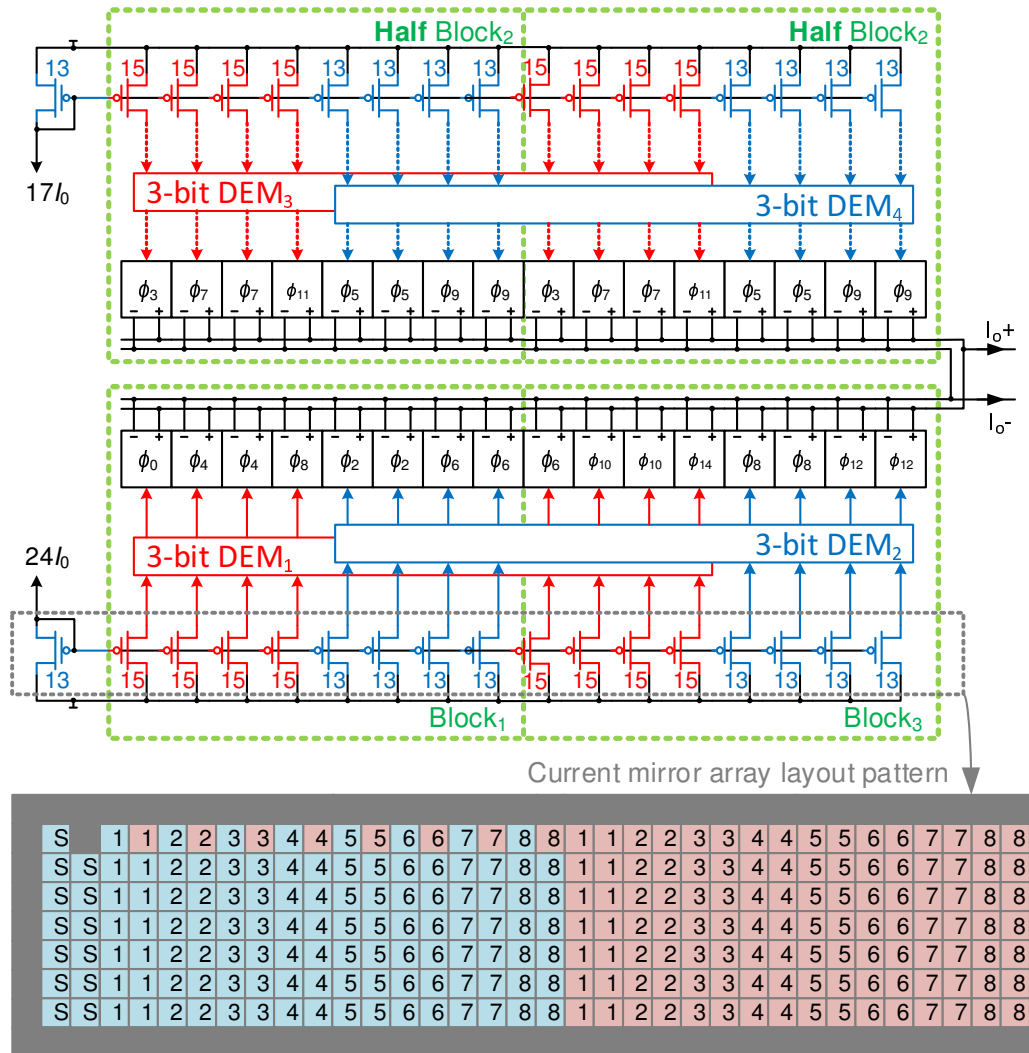 Half Block₂ Half Block₂
13 15 15 15 15 13 13 13 13 15 15 15 15 13 13 13 13
17I₀
3-bit DEM₃
3-bit DEM₄
ϕ₃ ϕ₇ ϕ₇ ϕ₁₁ ϕ₅ ϕ₅ ϕ₉ ϕ₉ ϕ₃ ϕ₇ ϕ₇ ϕ₁₁ ϕ₅ ϕ₅ ϕ₉ ϕ₉
− + − + − + − + − + − + − + − + − + − + − + − + − + − + − + − +
Iₒ+
Iₒ-
− + − + − + − + − + − + − + − + − + − + − + − + − + − + − + − +
ϕ₀ ϕ₄ ϕ₄ ϕ₈ ϕ₂ ϕ₂ ϕ₆ ϕ₆ ϕ₆ ϕ₁₀ ϕ₁₀ ϕ₁₄ ϕ₈ ϕ₈ ϕ₁₂ ϕ₁₂
24I₀
3-bit DEM₁
3-bit DEM₂
13 15 15 15 15 13 13 13 13 15 15 15 15 13 13 13 13
Block₁ Block₃
Current mirror array layout pattern
S 1 1 2 2 3 3 4 4 5 5 6 6 7 7 8 8 1 1 2 2 3 3 4 4 5 5 6 6 7 7 8 8
S S 1 1 2 2 3 3 4 4 5 5 6 6 7 7 8 8 1 1 2 2 3 3 4 4 5 5 6 6 7 7 8 8
S S 1 1 2 2 3 3 4 4 5 5 6 6 7 7 8 8 1 1 2 2 3 3 4 4 5 5 6 6 7 7 8 8
S S 1 1 2 2 3 3 4 4 5 5 6 6 7 7 8 8 1 1 2 2 3 3 4 4 5 5 6 6 7 7 8 8
S S 1 1 2 2 3 3 4 4 5 5 6 6 7 7 8 8 1 1 2 2 3 3 4 4 5 5 6 6 7 7 8 8
S S 1 1 2 2 3 3 4 4 5 5 6 6 7 7 8 8 1 1 2 2 3 3 4 4 5 5 6 6 7 7 8 8
S S 1 1 2 2 3 3 4 4 5 5 6 6 7 7 8 8 1 1 2 2 3 3 4 4 5 5 6 6 7 7 8 8